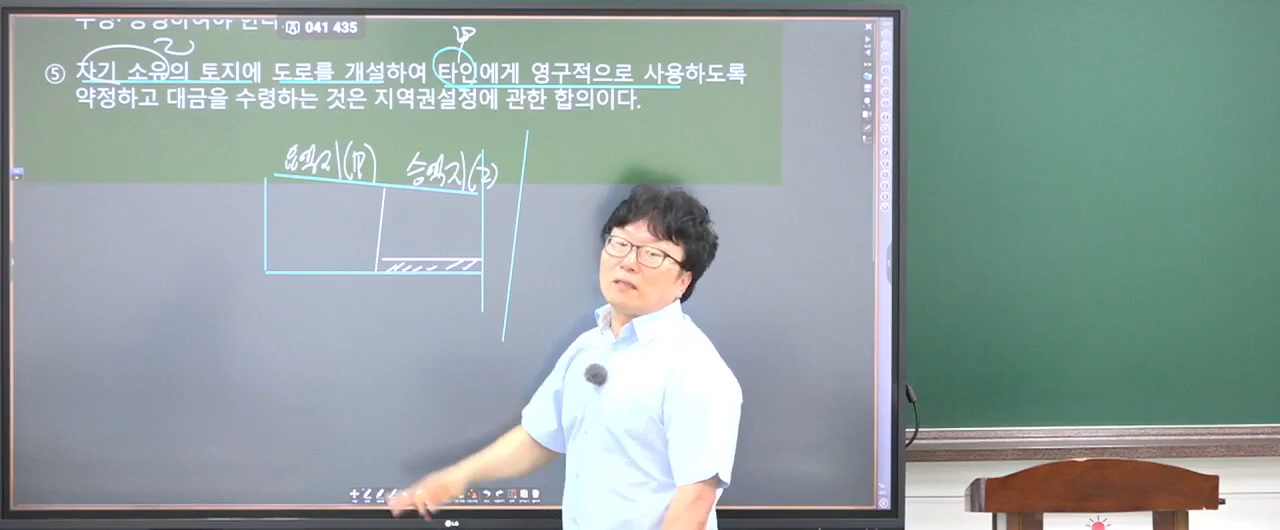 041 435
⑤ 자기 소유의 토지에 도로를 개설하여 타인에게 영구적으로 사용하도록
약정하고 대금을 수령하는 것은 지역권설정에 관한 합의이다.
요역지(甲) 승역지(乙)
LG